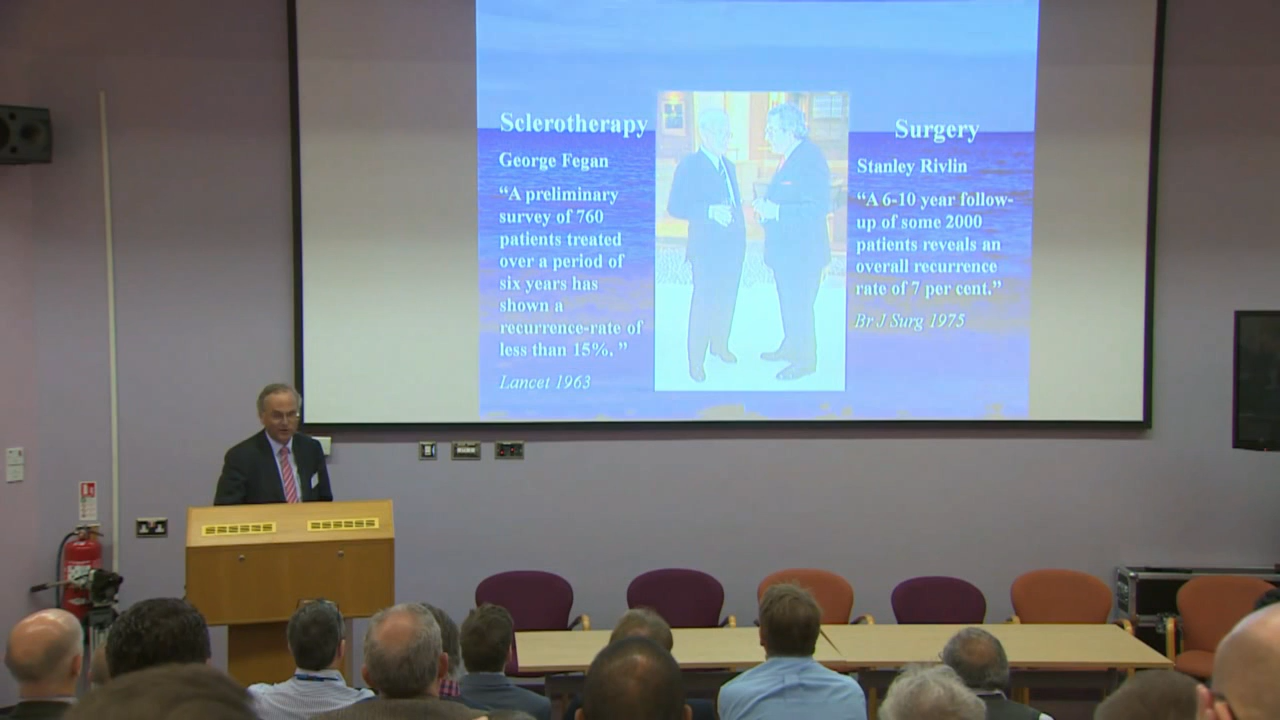 Sclerotherapy
George Fegan
“A preliminary
survey of 760
patients treated
over a period of
six years has
shown a
recurrence-rate of
less than 15%. ”
Lancet 1963
Surgery
Stanley Rivlin
“A 6-10 year follow-
up of some 2000
patients reveals an
overall recurrence
rate of 7 per cent.”
Br J Surg 1975